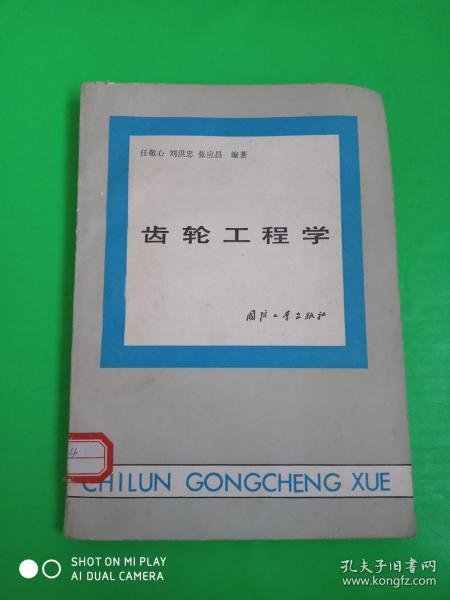 任敬心 刘洪忠 张应昌 编著
齿轮工程学
国防工业出版社
CHILUN GONGCHENG XUE
SHOT ON MI PLAY
AI DUAL CAMERA
孔夫子旧书网
www.kongfz.com